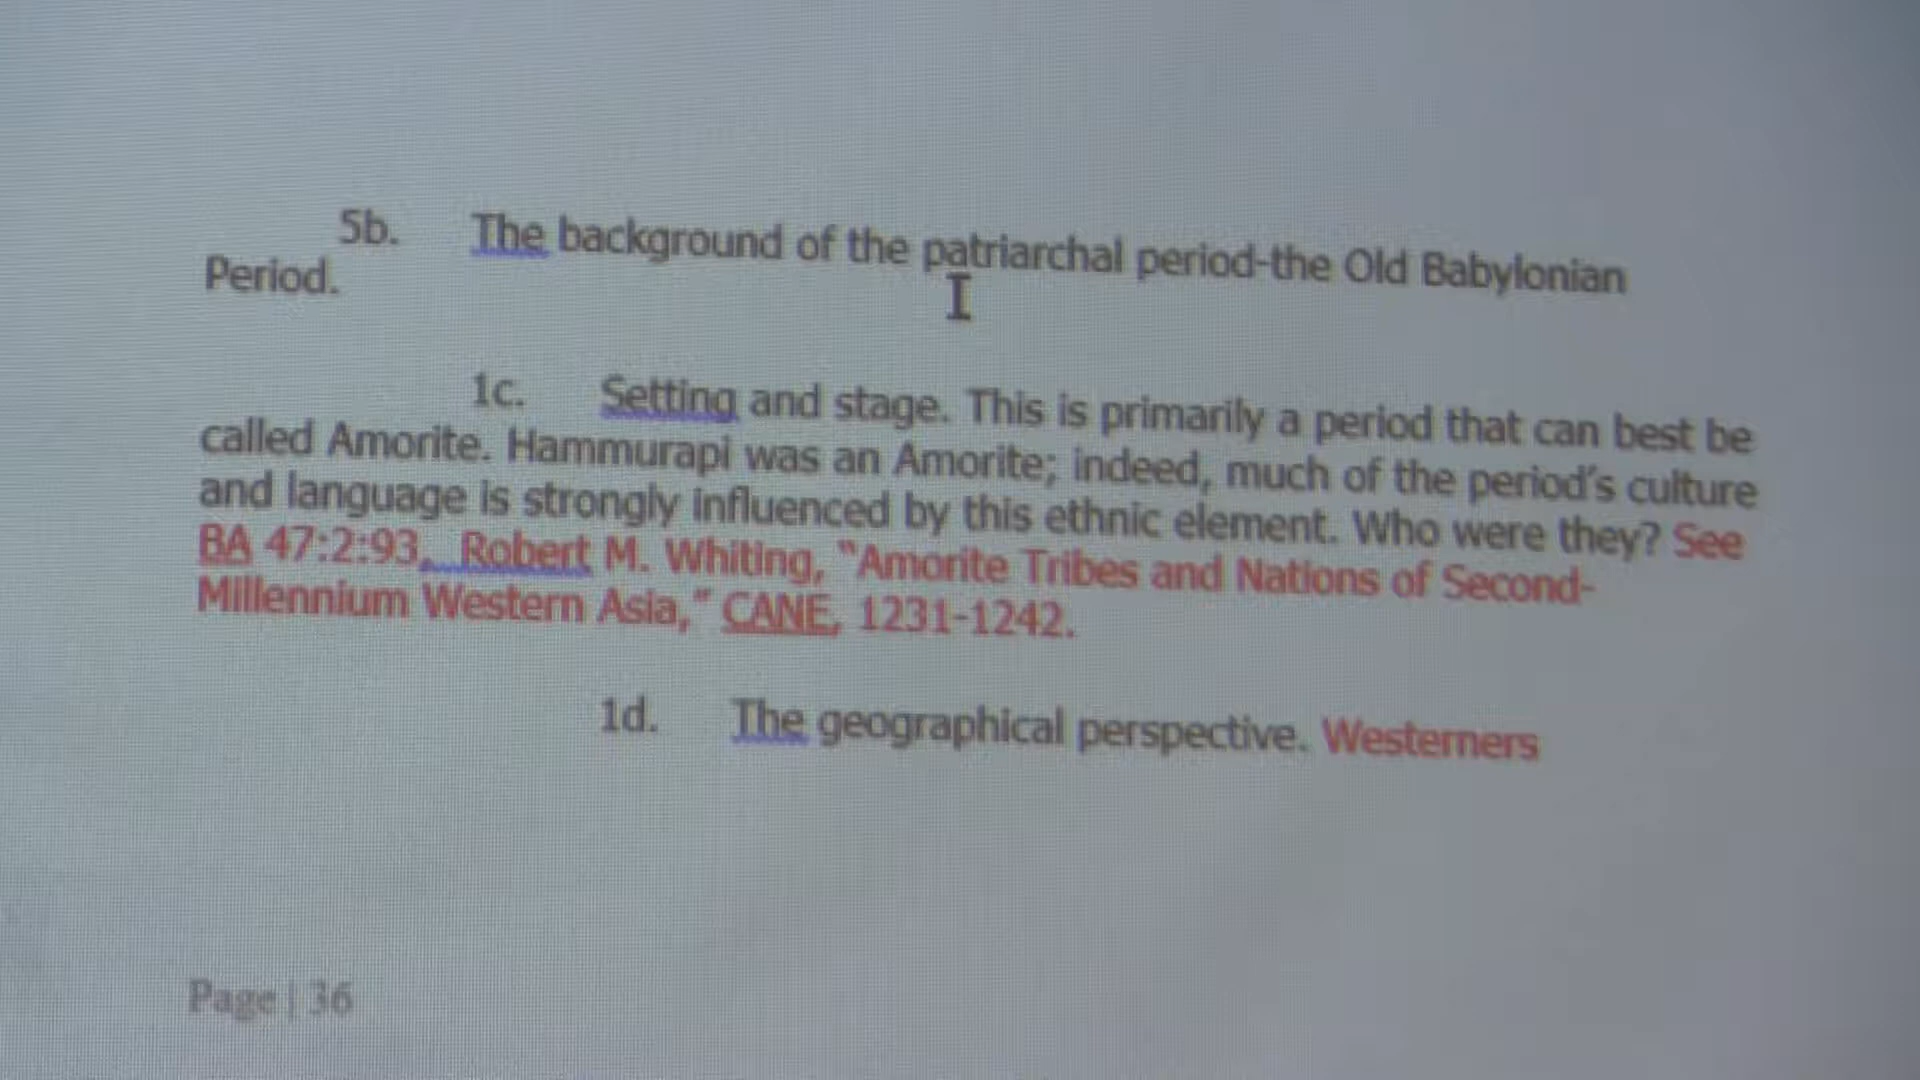 5b. The background of the patriarchal period-the Old Babylonian
Period.
1c. Setting and stage. This is primarily a period that can best be
called Amorite. Hammurapi was an Amorite; indeed, much of the period's culture
and language is strongly influenced by this ethnic element. Who were they? See
BA 47:2:93, Robert M. Whiting, "Amorite Tribes and Nations of Second-
Millennium Western Asia," CANE, 1231-1242.
1d. The geographical perspective. Westerners
Page | 36